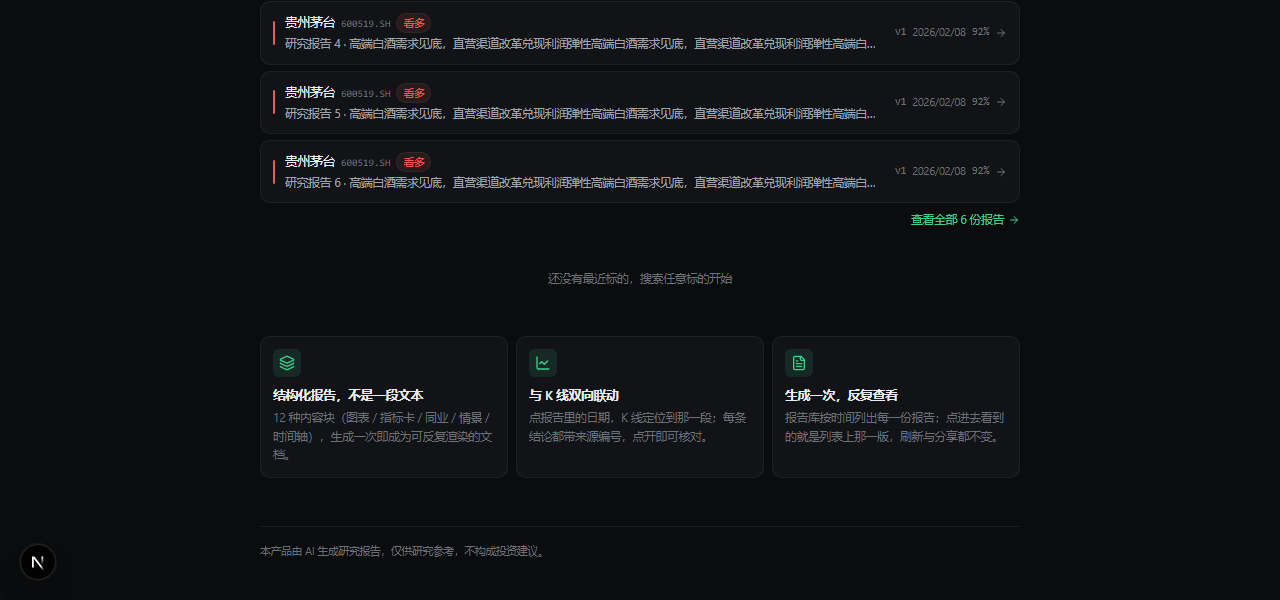 贵州茅台 600519.SH 看多
研究报告 4 · 高端白酒需求见底，直营渠道改革兑现利润弹性高端白酒需求见底，直营渠道改革兑现利润弹性高端白...
v1 2026/02/08 92% →
贵州茅台 600519.SH 看多
研究报告 5 · 高端白酒需求见底，直营渠道改革兑现利润弹性高端白酒需求见底，直营渠道改革兑现利润弹性高端白...
v1 2026/02/08 92% →
贵州茅台 600519.SH 看多
研究报告 6 · 高端白酒需求见底，直营渠道改革兑现利润弹性高端白酒需求见底，直营渠道改革兑现利润弹性高端白...
v1 2026/02/08 92% →
查看全部 6 份报告 →
还没有最近标的，搜索任意标的开始
结构化报告，不是一段文本
12 种内容块（图表 / 指标卡 / 同业 / 情景 /
时间轴），生成一次即成为可反复渲染的文
档。
与 K 线双向联动
点报告里的日期，K 线定位到那一段；每条
结论都带来源编号，点开即可核对。
生成一次，反复查看
报告库按时间列出每一份报告；点进去看到
的就是列表上那一版，刷新与分享都不变。
本产品由 AI 生成研究报告，仅供研究参考，不构成投资建议。
N